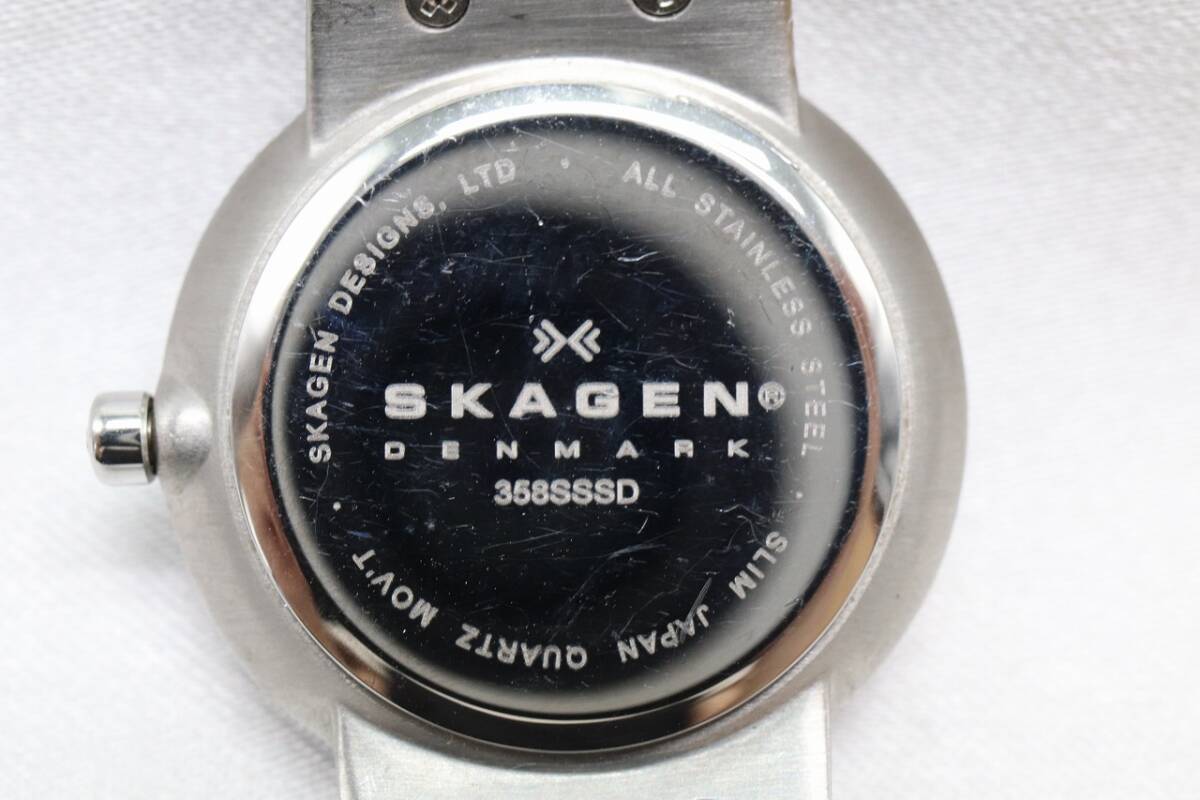 SKAGEN DESIGNS, LTD · ALL STAINLESS STEEL · SLIM JAPAN QUARTZ MOV'T ·
SKAGEN®
DENMARK
358SSSD